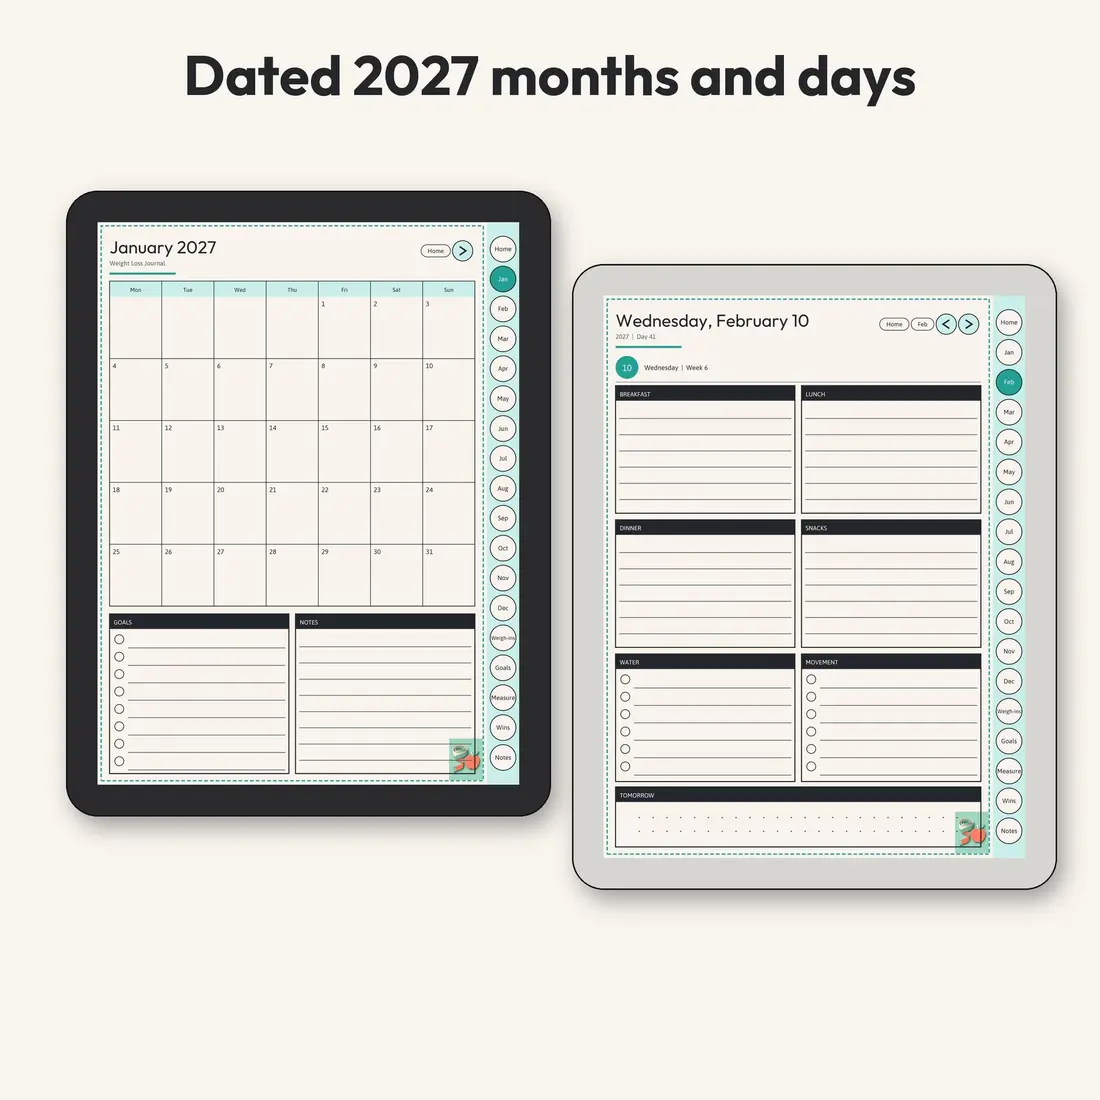 Dated 2027 months and days
January 2027
Weight Loss Journal
Home >
Mon Tue Wed Thu Fri Sat Sun
1 2 3
4 5 6 7 8 9 10
11 12 13 14 15 16 17
18 19 20 21 22 23 24
25 26 27 28 29 30 31
GOALS
NOTES
Home
Jan
Feb
Mar
Apr
May
Jun
Jul
Aug
Sep
Oct
Nov
Dec
Weigh-ins
Goals
Measure
Wins
Notes
Wednesday, February 10
2027 | Day 41
Home Feb < >
10 Wednesday | Week 6
BREAKFAST
LUNCH
DINNER
SNACKS
WATER
MOVEMENT
TOMORROW
Home
Jan
Feb
Mar
Apr
May
Jun
Jul
Aug
Sep
Oct
Nov
Dec
Weigh-ins
Goals
Measure
Wins
Notes